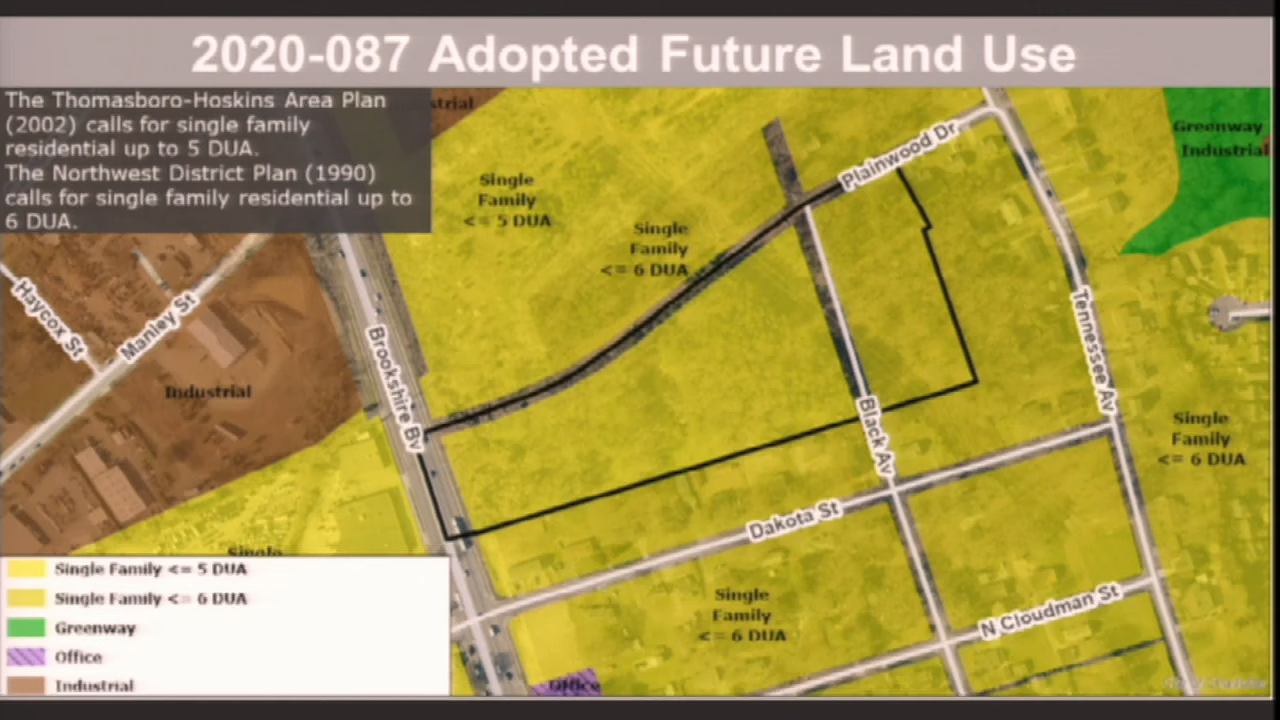 2020-087 Adopted Future Land Use
The Thomasboro-Hoskins Area Plan
(2002) calls for single family
residential up to 5 DUA.
The Northwest District Plan (1990)
calls for single family residential up to
6 DUA.
strial
Greenway
Industrial
Plainwood Dr
Single
Family
<= 5 DUA
Single
Family
<= 6 DUA
Haycox St
Manley St
Brookshire Bv
Tennessee Av
Industrial
Black Av
Single
Family
<= 6 DUA
Dakota St
Single
Single
Family
<= 6 DUA
N Cloudman St
Office
Single Family <= 5 DUA
Single Family <= 6 DUA
Greenway
Office
Industrial